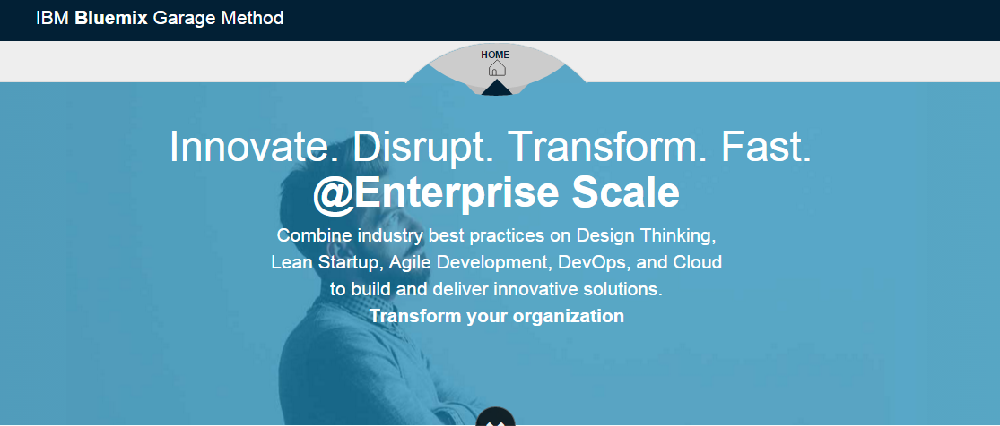 IBM Bluemix Garage Method
HOME
Innovate. Disrupt. Transform. Fast.
@Enterprise Scale
Combine industry best practices on Design Thinking,
Lean Startup, Agile Development, DevOps, and Cloud
to build and deliver innovative solutions.
Transform your organization